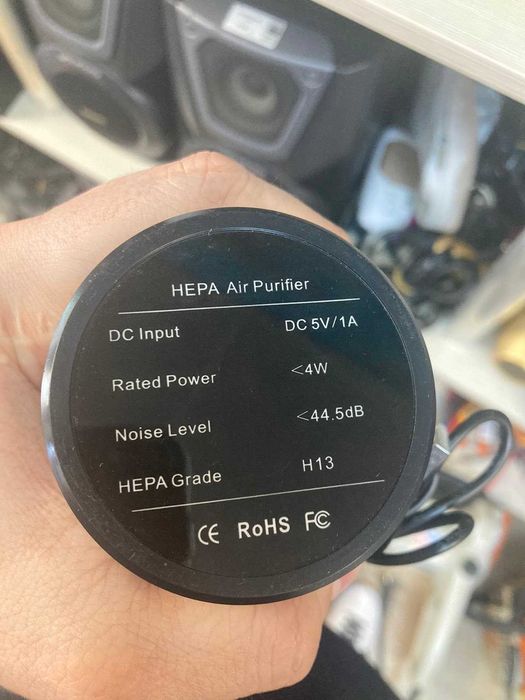 HEPA Air Purifier
DC Input DC 5V/1A
Rated Power <4W
Noise Level <44.5dB
HEPA Grade H13
CE RoHS FC